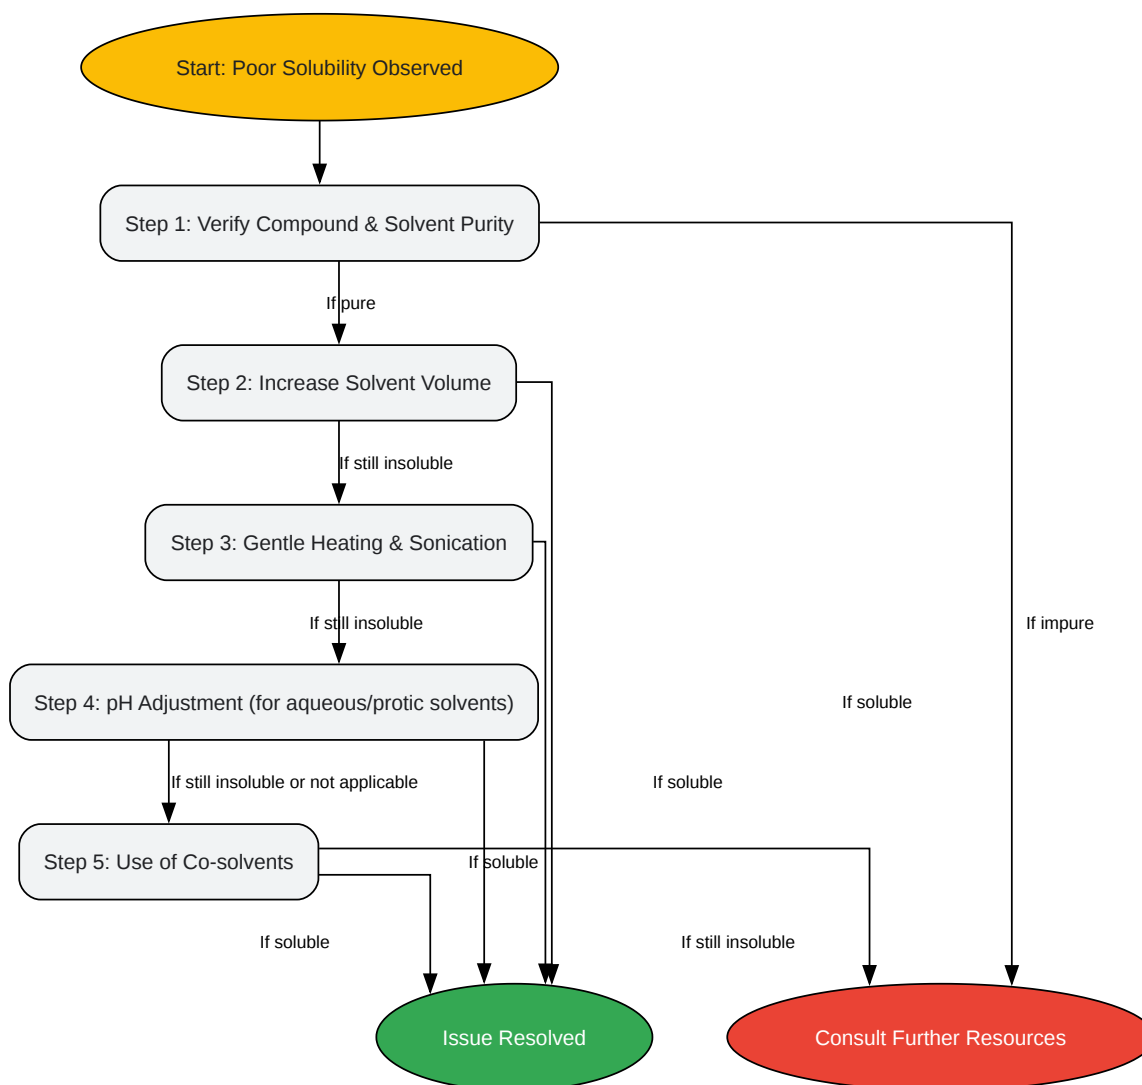 Start: Poor Solubility Observed
Step 1: Verify Compound & Solvent Purity
If pure
Step 2: Increase Solvent Volume
If still insoluble
Step 3: Gentle Heating & Sonication
If still insoluble
If impure
Step 4: pH Adjustment (for aqueous/protic solvents)
If soluble
If still insoluble or not applicable
If soluble
Step 5: Use of Co-solvents
If soluble
If soluble
If still insoluble
Issue Resolved
Consult Further Resources